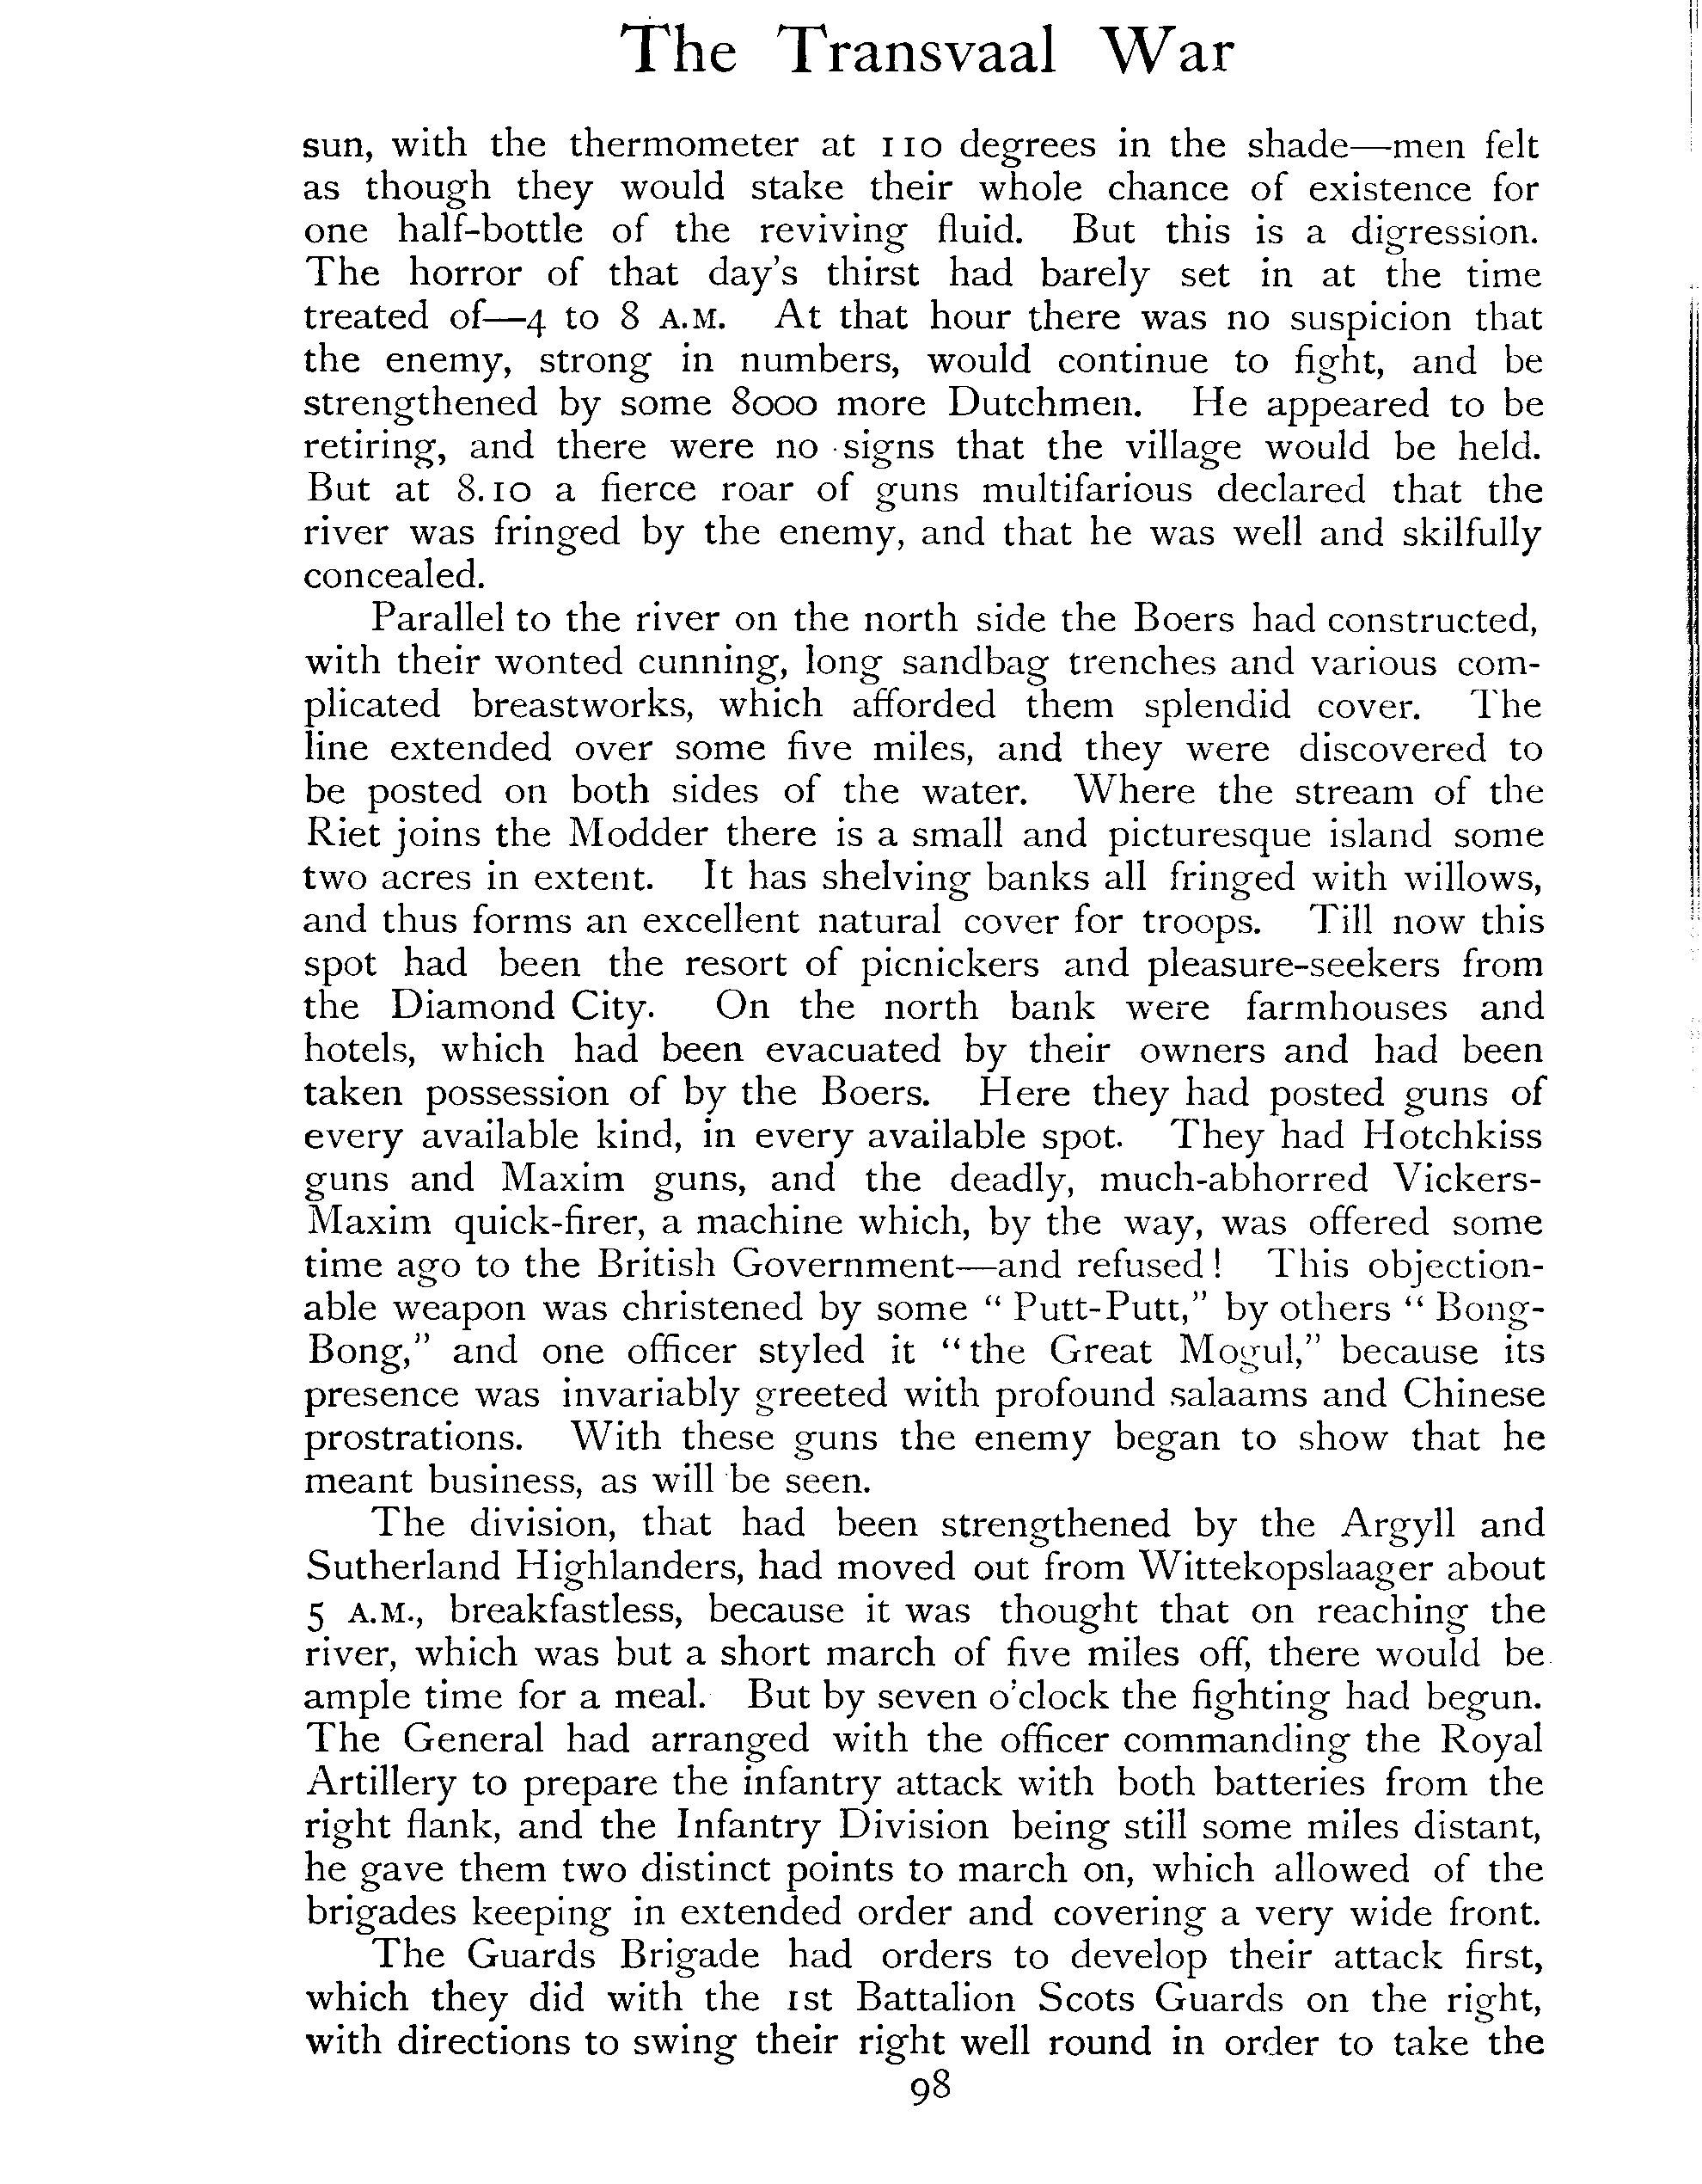 The Transvaal War
sun, with the thermometer at 110 degrees in the shade—men felt
as though they would stake their whole chance of existence for
one half-bottle of the reviving fluid. But this is a digression.
The horror of that day's thirst had barely set in at the time
treated of—4 to 8 A.M. At that hour there was no suspicion that
the enemy, strong in numbers, would continue to fight, and be
strengthened by some 8000 more Dutchmen. He appeared to be
retiring, and there were no signs that the village would be held.
But at 8.10 a fierce roar of guns multifarious declared that the
river was fringed by the enemy, and that he was well and skilfully
concealed.
Parallel to the river on the north side the Boers had constructed,
with their wonted cunning, long sandbag trenches and various com-
plicated breastworks, which afforded them splendid cover. The
line extended over some five miles, and they were discovered to
be posted on both sides of the water. Where the stream of the
Riet joins the Modder there is a small and picturesque island some
two acres in extent. It has shelving banks all fringed with willows,
and thus forms an excellent natural cover for troops. Till now this
spot had been the resort of picnickers and pleasure-seekers from
the Diamond City. On the north bank were farmhouses and
hotels, which had been evacuated by their owners and had been
taken possession of by the Boers. Here they had posted guns of
every available kind, in every available spot. They had Hotchkiss
guns and Maxim guns, and the deadly, much-abhorred Vickers-
Maxim quick-firer, a machine which, by the way, was offered some
time ago to the British Government—and refused! This objection-
able weapon was christened by some "Putt-Putt," by others "Bong-
Bong," and one officer styled it "the Great Mogul," because its
presence was invariably greeted with profound salaams and Chinese
prostrations. With these guns the enemy began to show that he
meant business, as will be seen.
The division, that had been strengthened by the Argyll and
Sutherland Highlanders, had moved out from Wittekopslaager about
5 A.M., breakfastless, because it was thought that on reaching the
river, which was but a short march of five miles off, there would be
ample time for a meal. But by seven o'clock the fighting had begun.
The General had arranged with the officer commanding the Royal
Artillery to prepare the infantry attack with both batteries from the
right flank, and the Infantry Division being still some miles distant,
he gave them two distinct points to march on, which allowed of the
brigades keeping in extended order and covering a very wide front.
The Guards Brigade had orders to develop their attack first,
which they did with the 1st Battalion Scots Guards on the right,
with directions to swing their right well round in order to take the
98